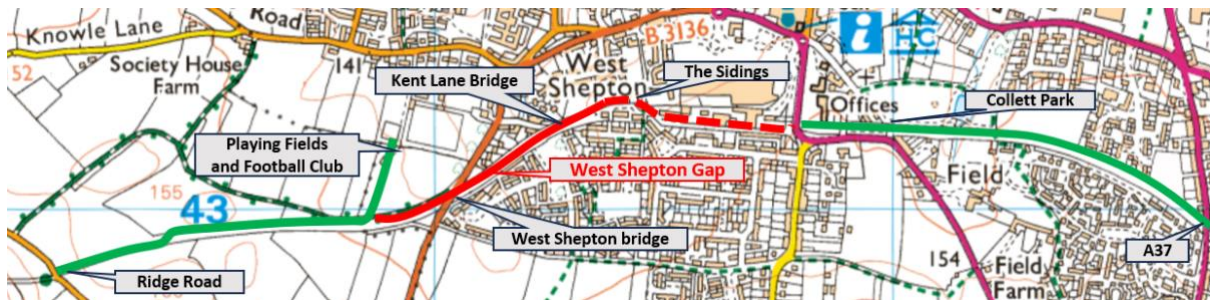 Knowle Lane
Road
B 3136
i
HC
52
Society House
Farm
141
Kent Lane Bridge
West
Shepton
The Sidings
Offices
Collett Park
Playing Fields
and Football Club
West Shepton Gap
155
43
Field
West Shepton bridge
A37
Ridge Road
154
Field
Farm